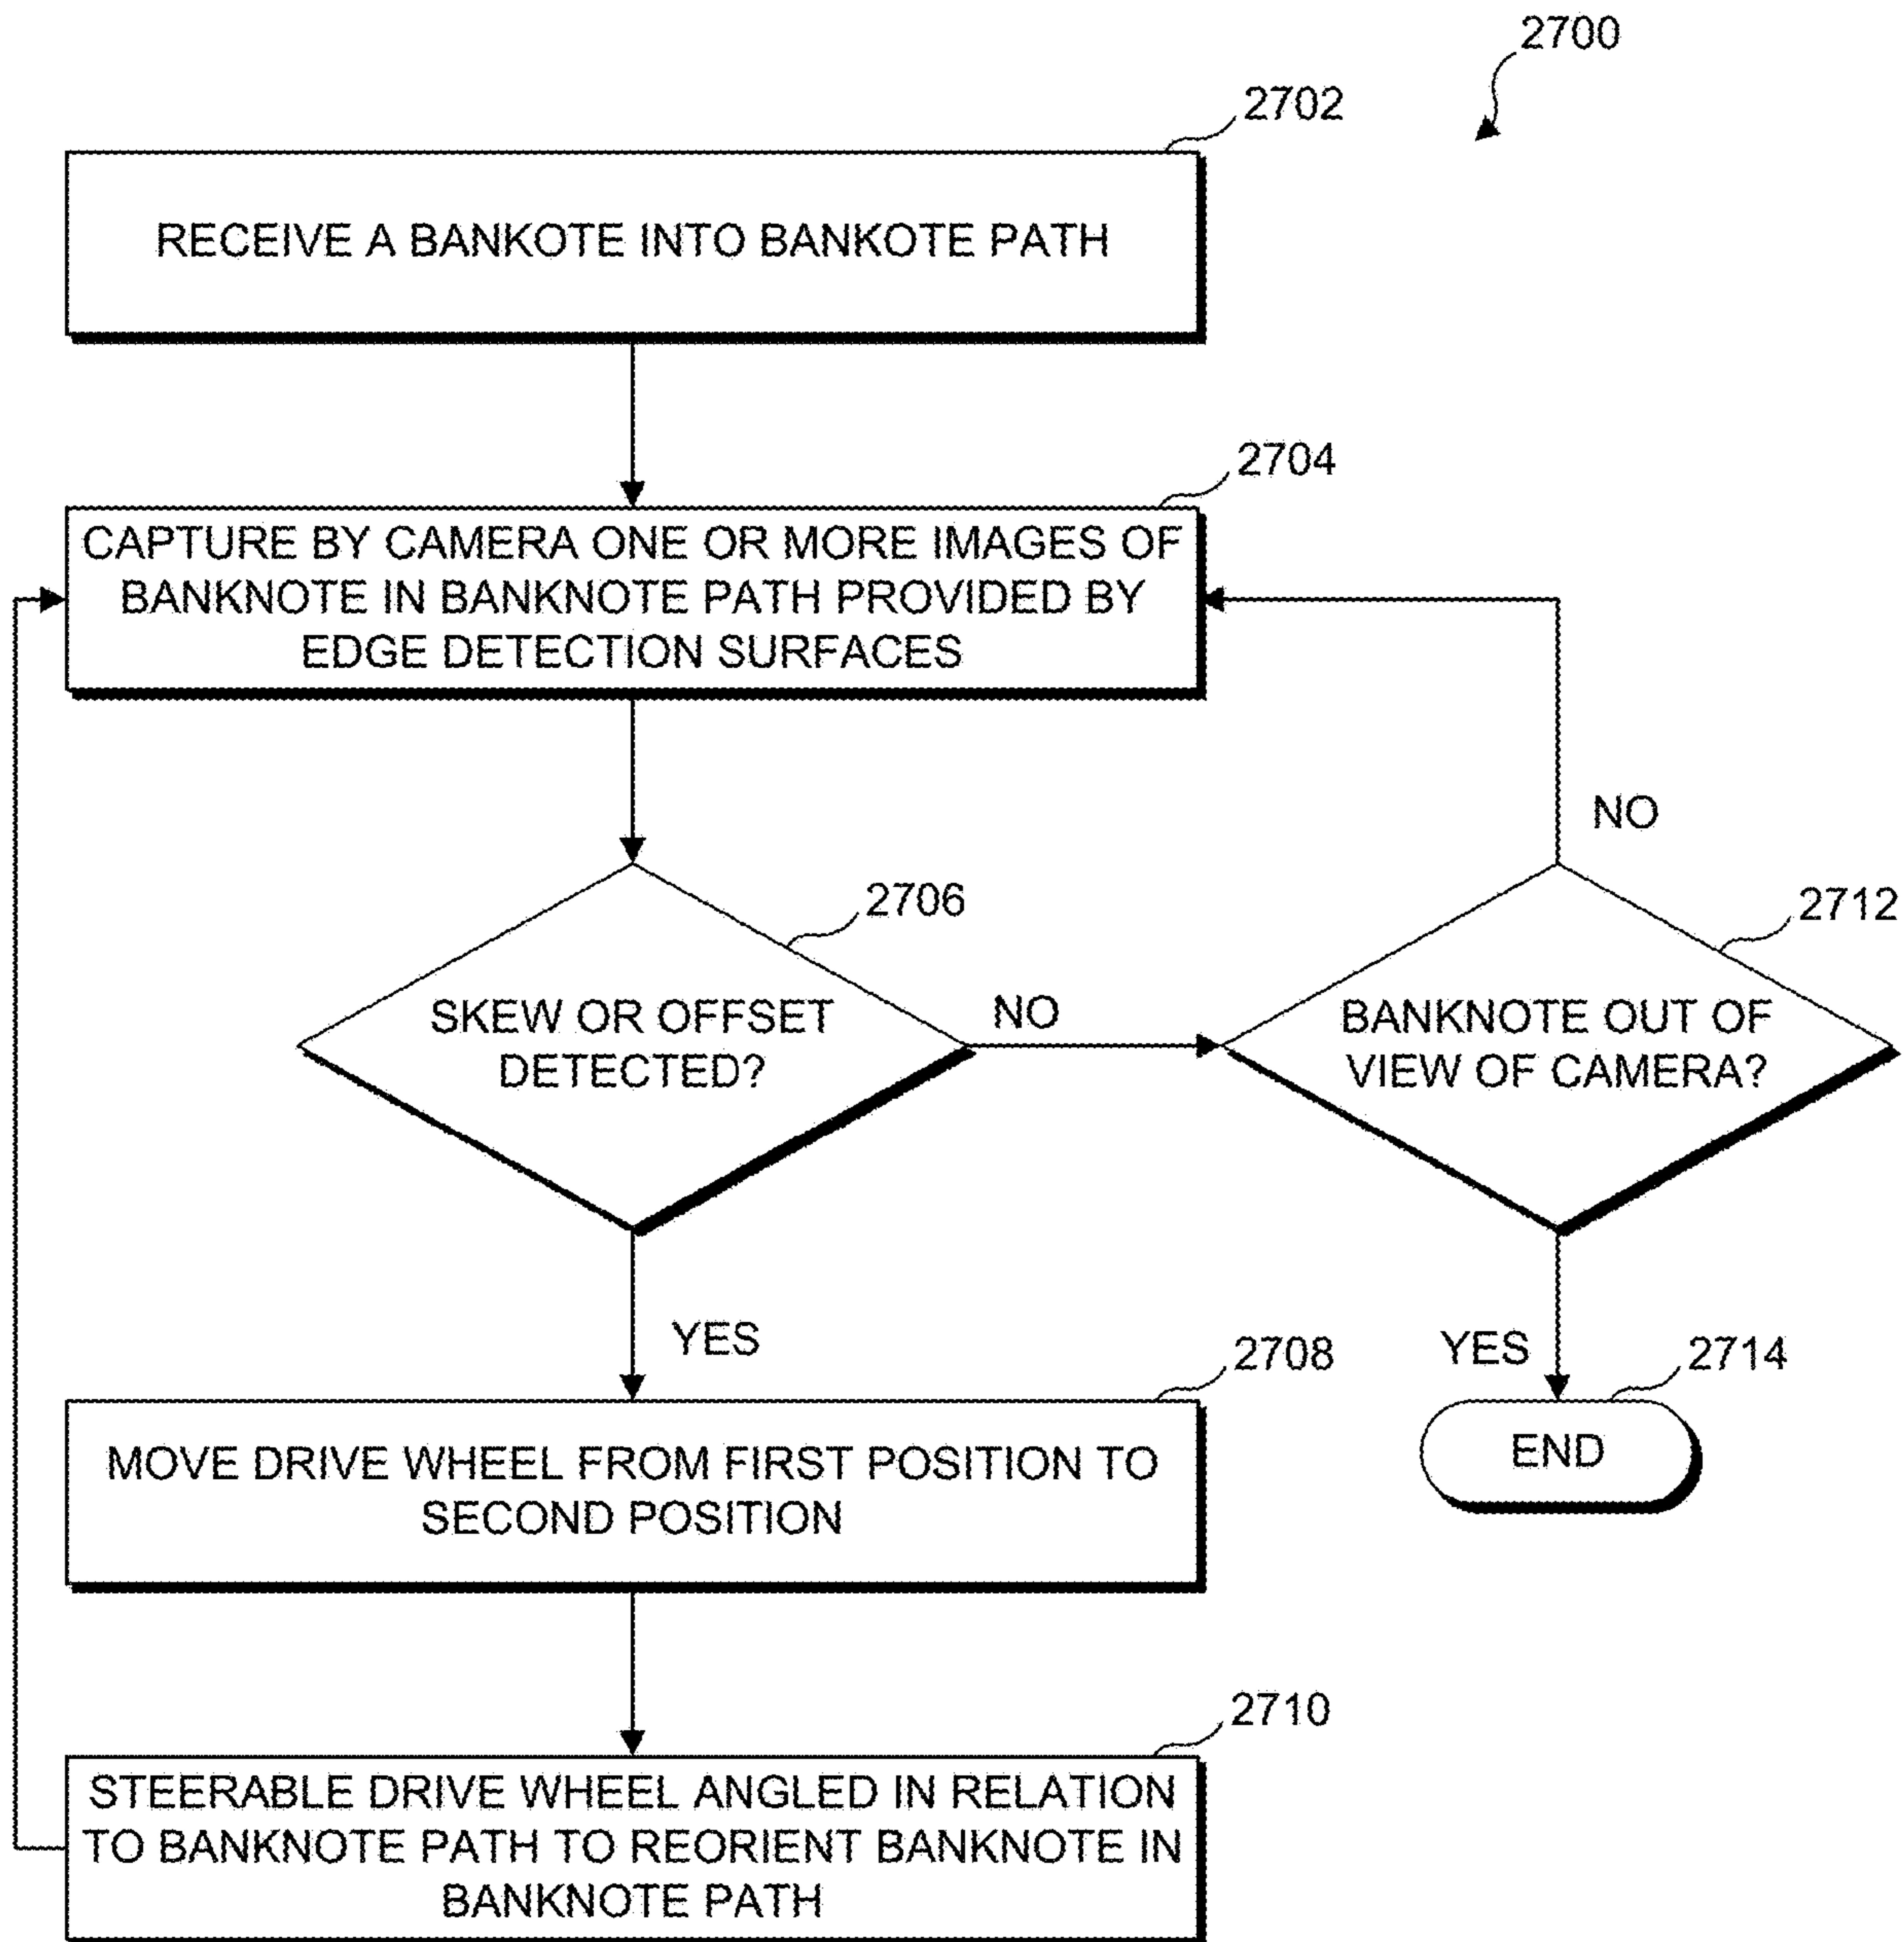 2700
2702
RECEIVE A BANKOTE INTO BANKOTE PATH
2704
CAPTURE BY CAMERA ONE OR MORE IMAGES OF
BANKNOTE IN BANKNOTE PATH PROVIDED BY
EDGE DETECTION SURFACES
NO
2706
2712
SKEW OR OFFSET
DETECTED?
NO
BANKNOTE OUT OF
VIEW OF CAMERA?
YES
2708
YES
2714
MOVE DRIVE WHEEL FROM FIRST POSITION TO
SECOND POSITION
END
2710
STEERABLE DRIVE WHEEL ANGLED IN RELATION
TO BANKNOTE PATH TO REORIENT BANKNOTE IN
BANKNOTE PATH